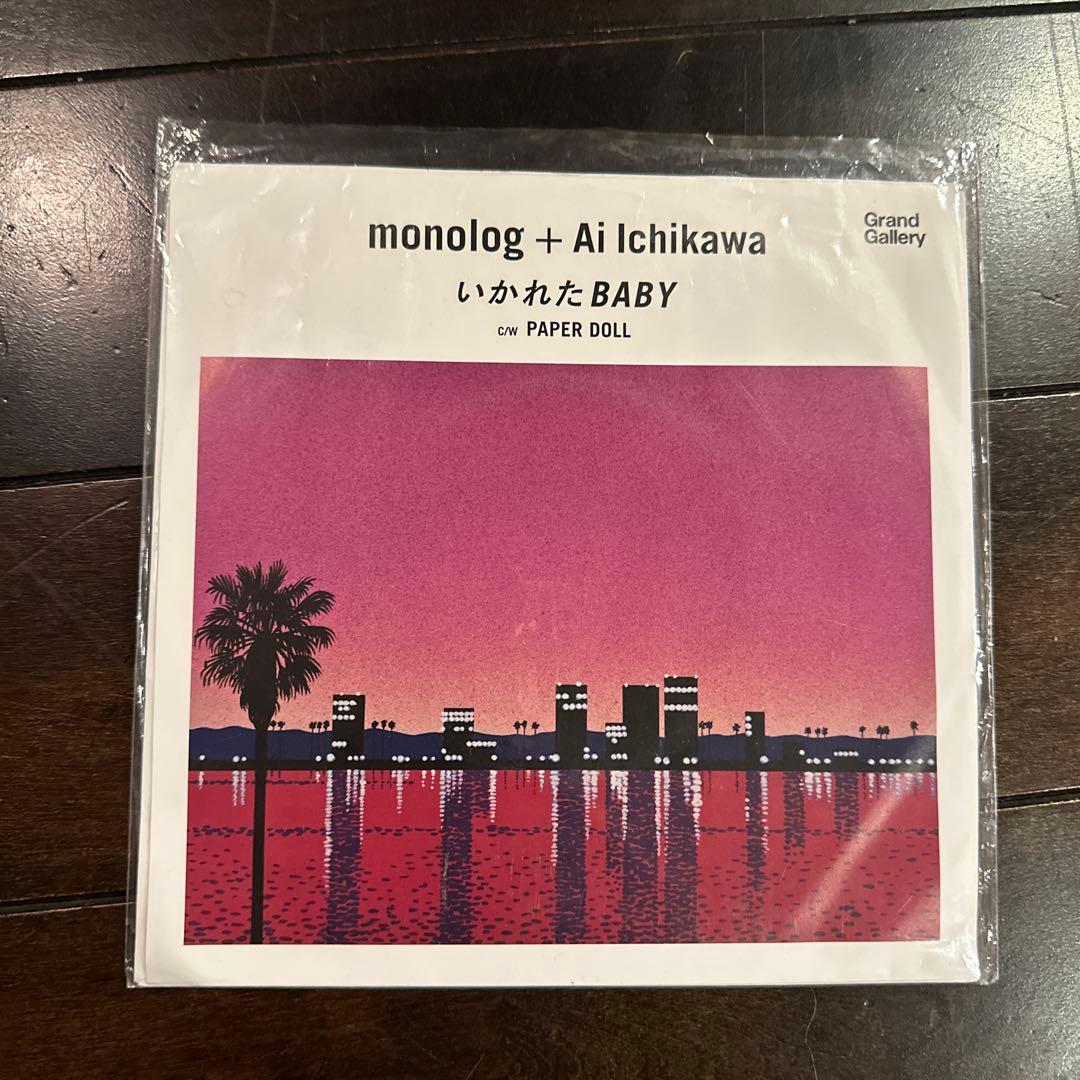 monolog + Ai Ichikawa
Grand
Gallery
いかれたBABY
C/W PAPER DOLL